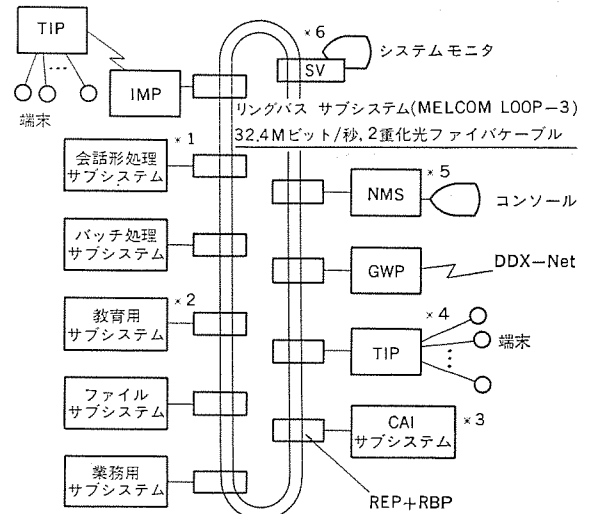 TIP
端末
IMP
*6
SV
システムモニタ
リングバス サブシステム(MELCOM LOOP-3)
32.4Mビット/秒, 2重化光ファイバケーブル
*1
会話形処理
サブシステム
バッチ処理
サブシステム
*2
教育用
サブシステム
ファイル
サブシステム
業務用
サブシステム
*5
NMS
コンソール
GWP
DDX-Net
*4
TIP
端末
CAI
サブシステム
*3
REP+RBP